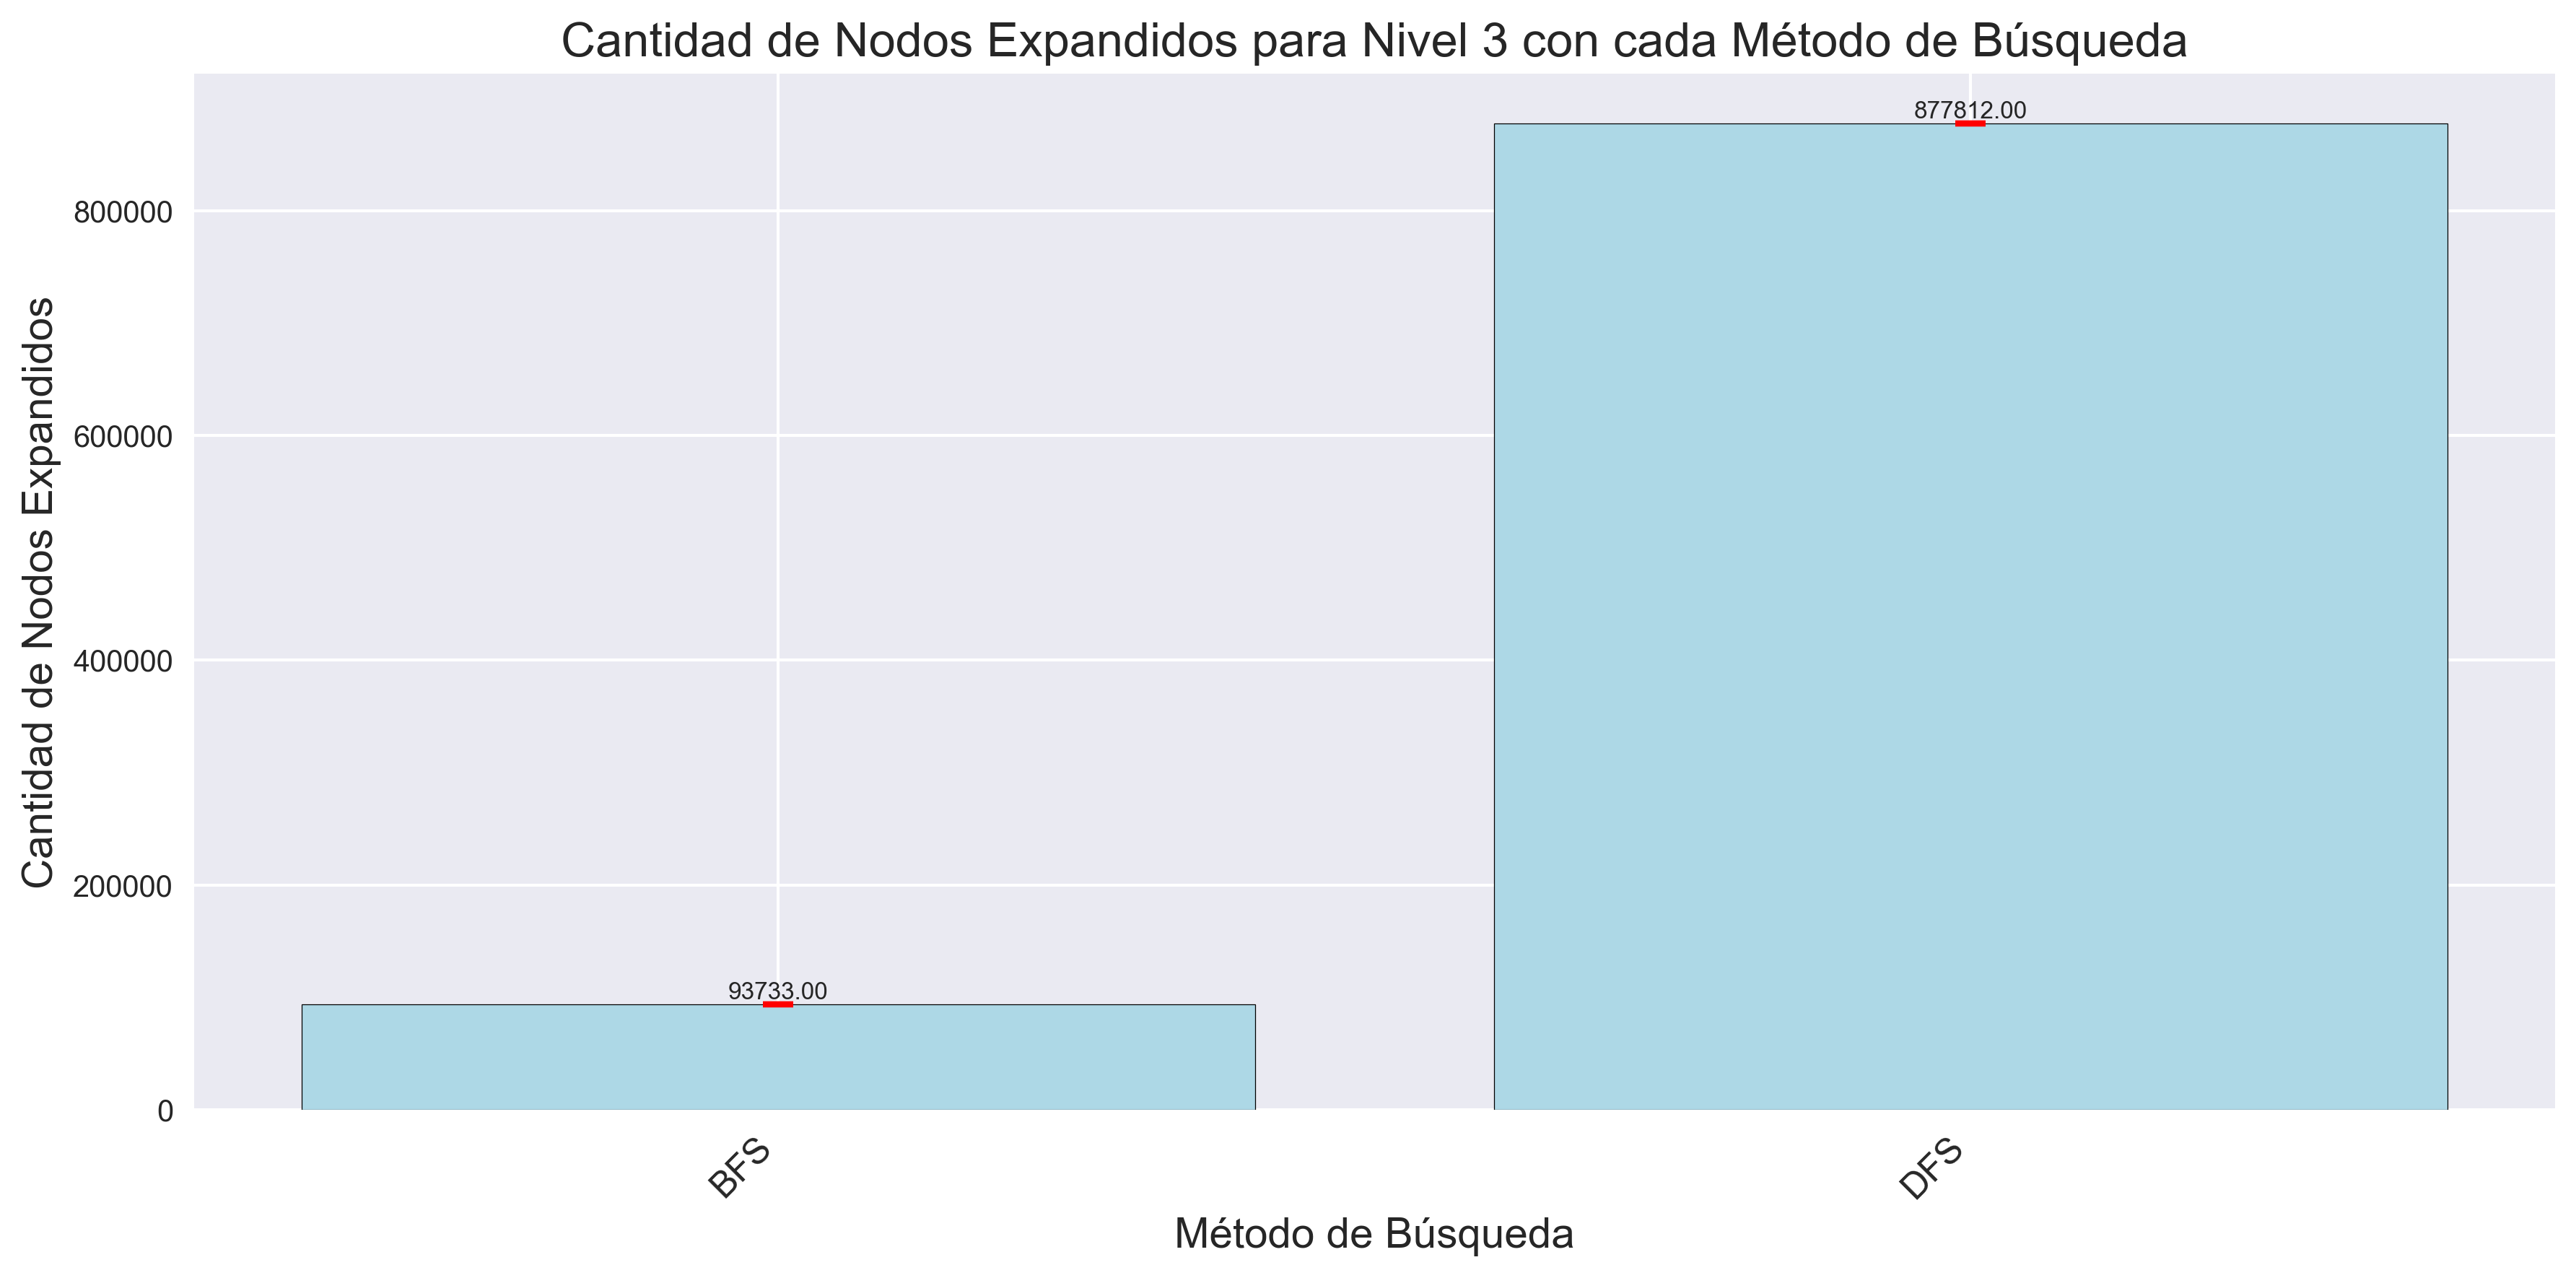 Cantidad de Nodos Expandidos para Nivel 3 con cada Método de Búsqueda
Cantidad de Nodos Expandidos
800000
600000
400000
200000
0
877812.00
93733.00
BFS
DFS
Método de Búsqueda